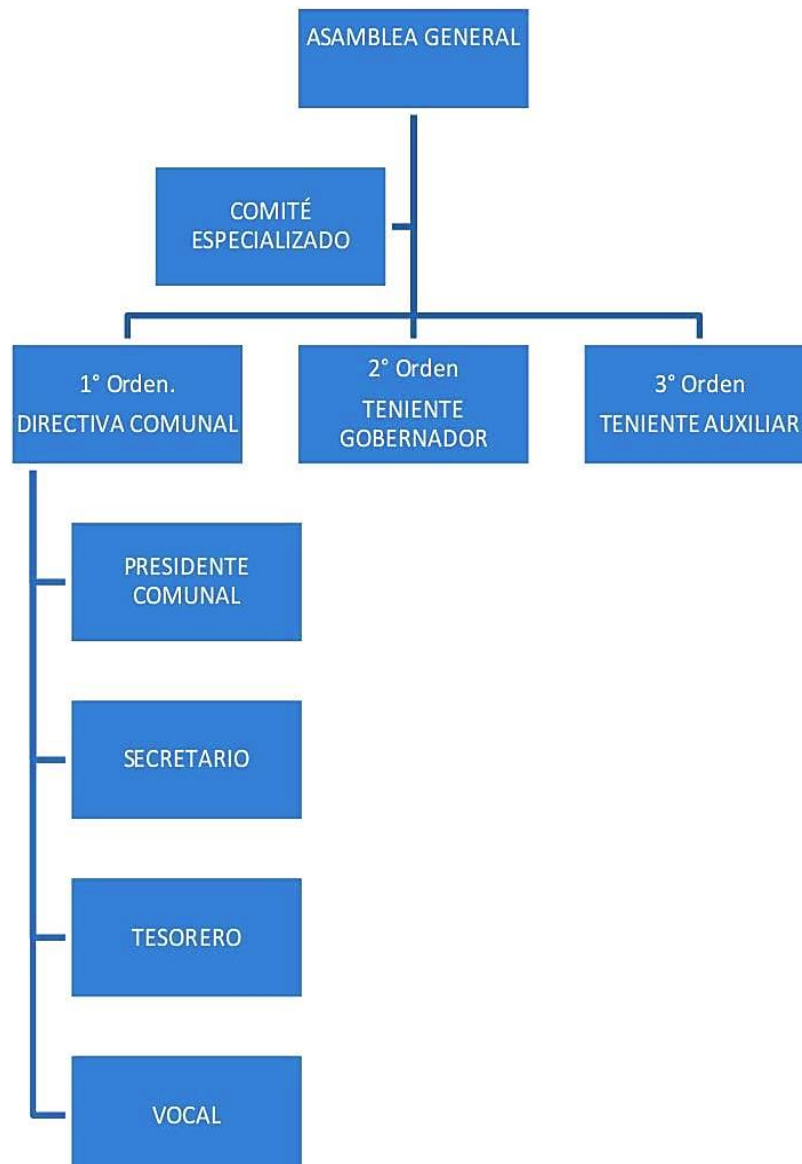 ASAMBLEA GENERAL
COMITÉ
ESPECIALIZADO
1° Orden.
DIRECTIVA COMUNAL
2° Orden
TENIENTE
GOBERNADOR
3° Orden
TENIENTE AUXILIAR
PRESIDENTE
COMUNAL
SECRETARIO
TESORERO
VOCAL